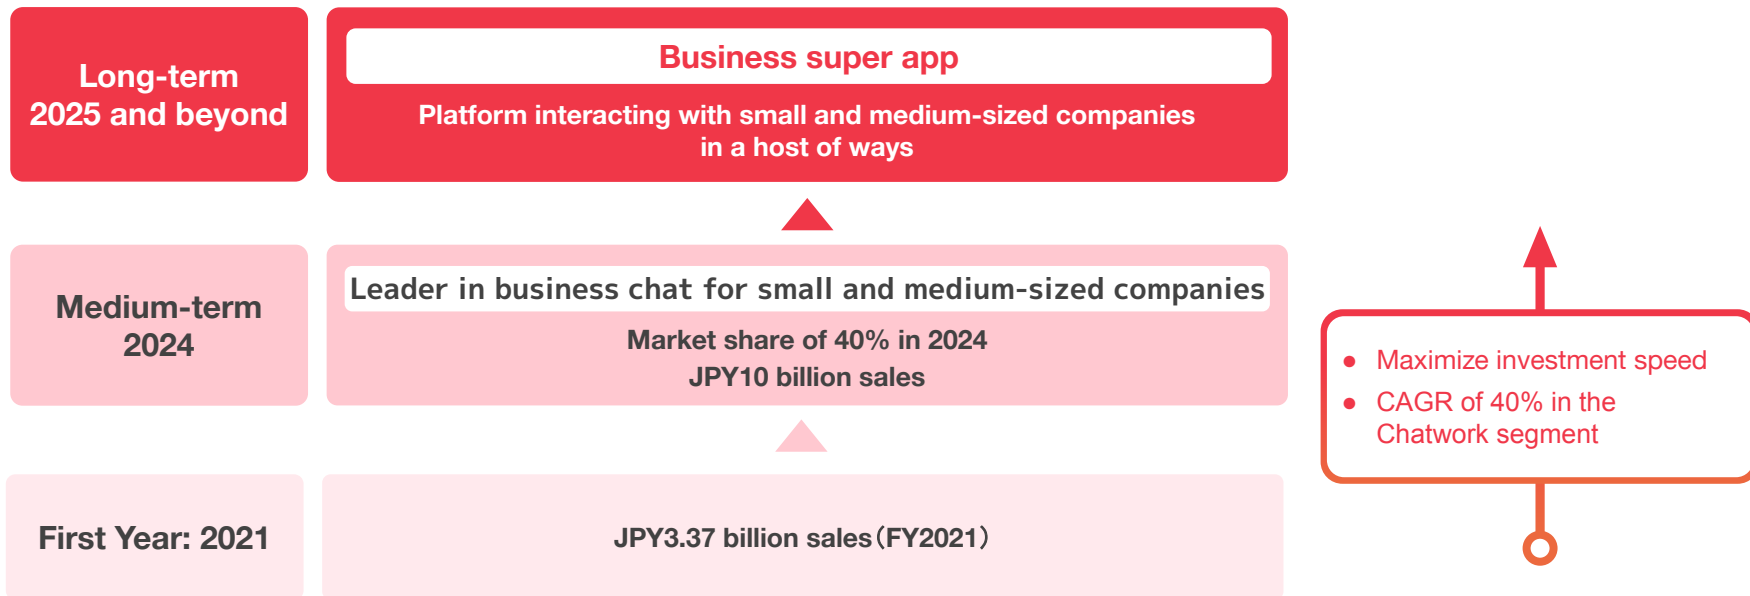 Long-term
2025 and beyond
Business super app
Platform interacting with small and medium-sized companies
in a host of ways
Medium-term
2024
Leader in business chat for small and medium-sized companies
Market share of 40% in 2024
JPY10 billion sales
● Maximize investment speed
● CAGR of 40% in the
Chatwork segment
First Year: 2021
JPY3.37 billion sales（FY2021）